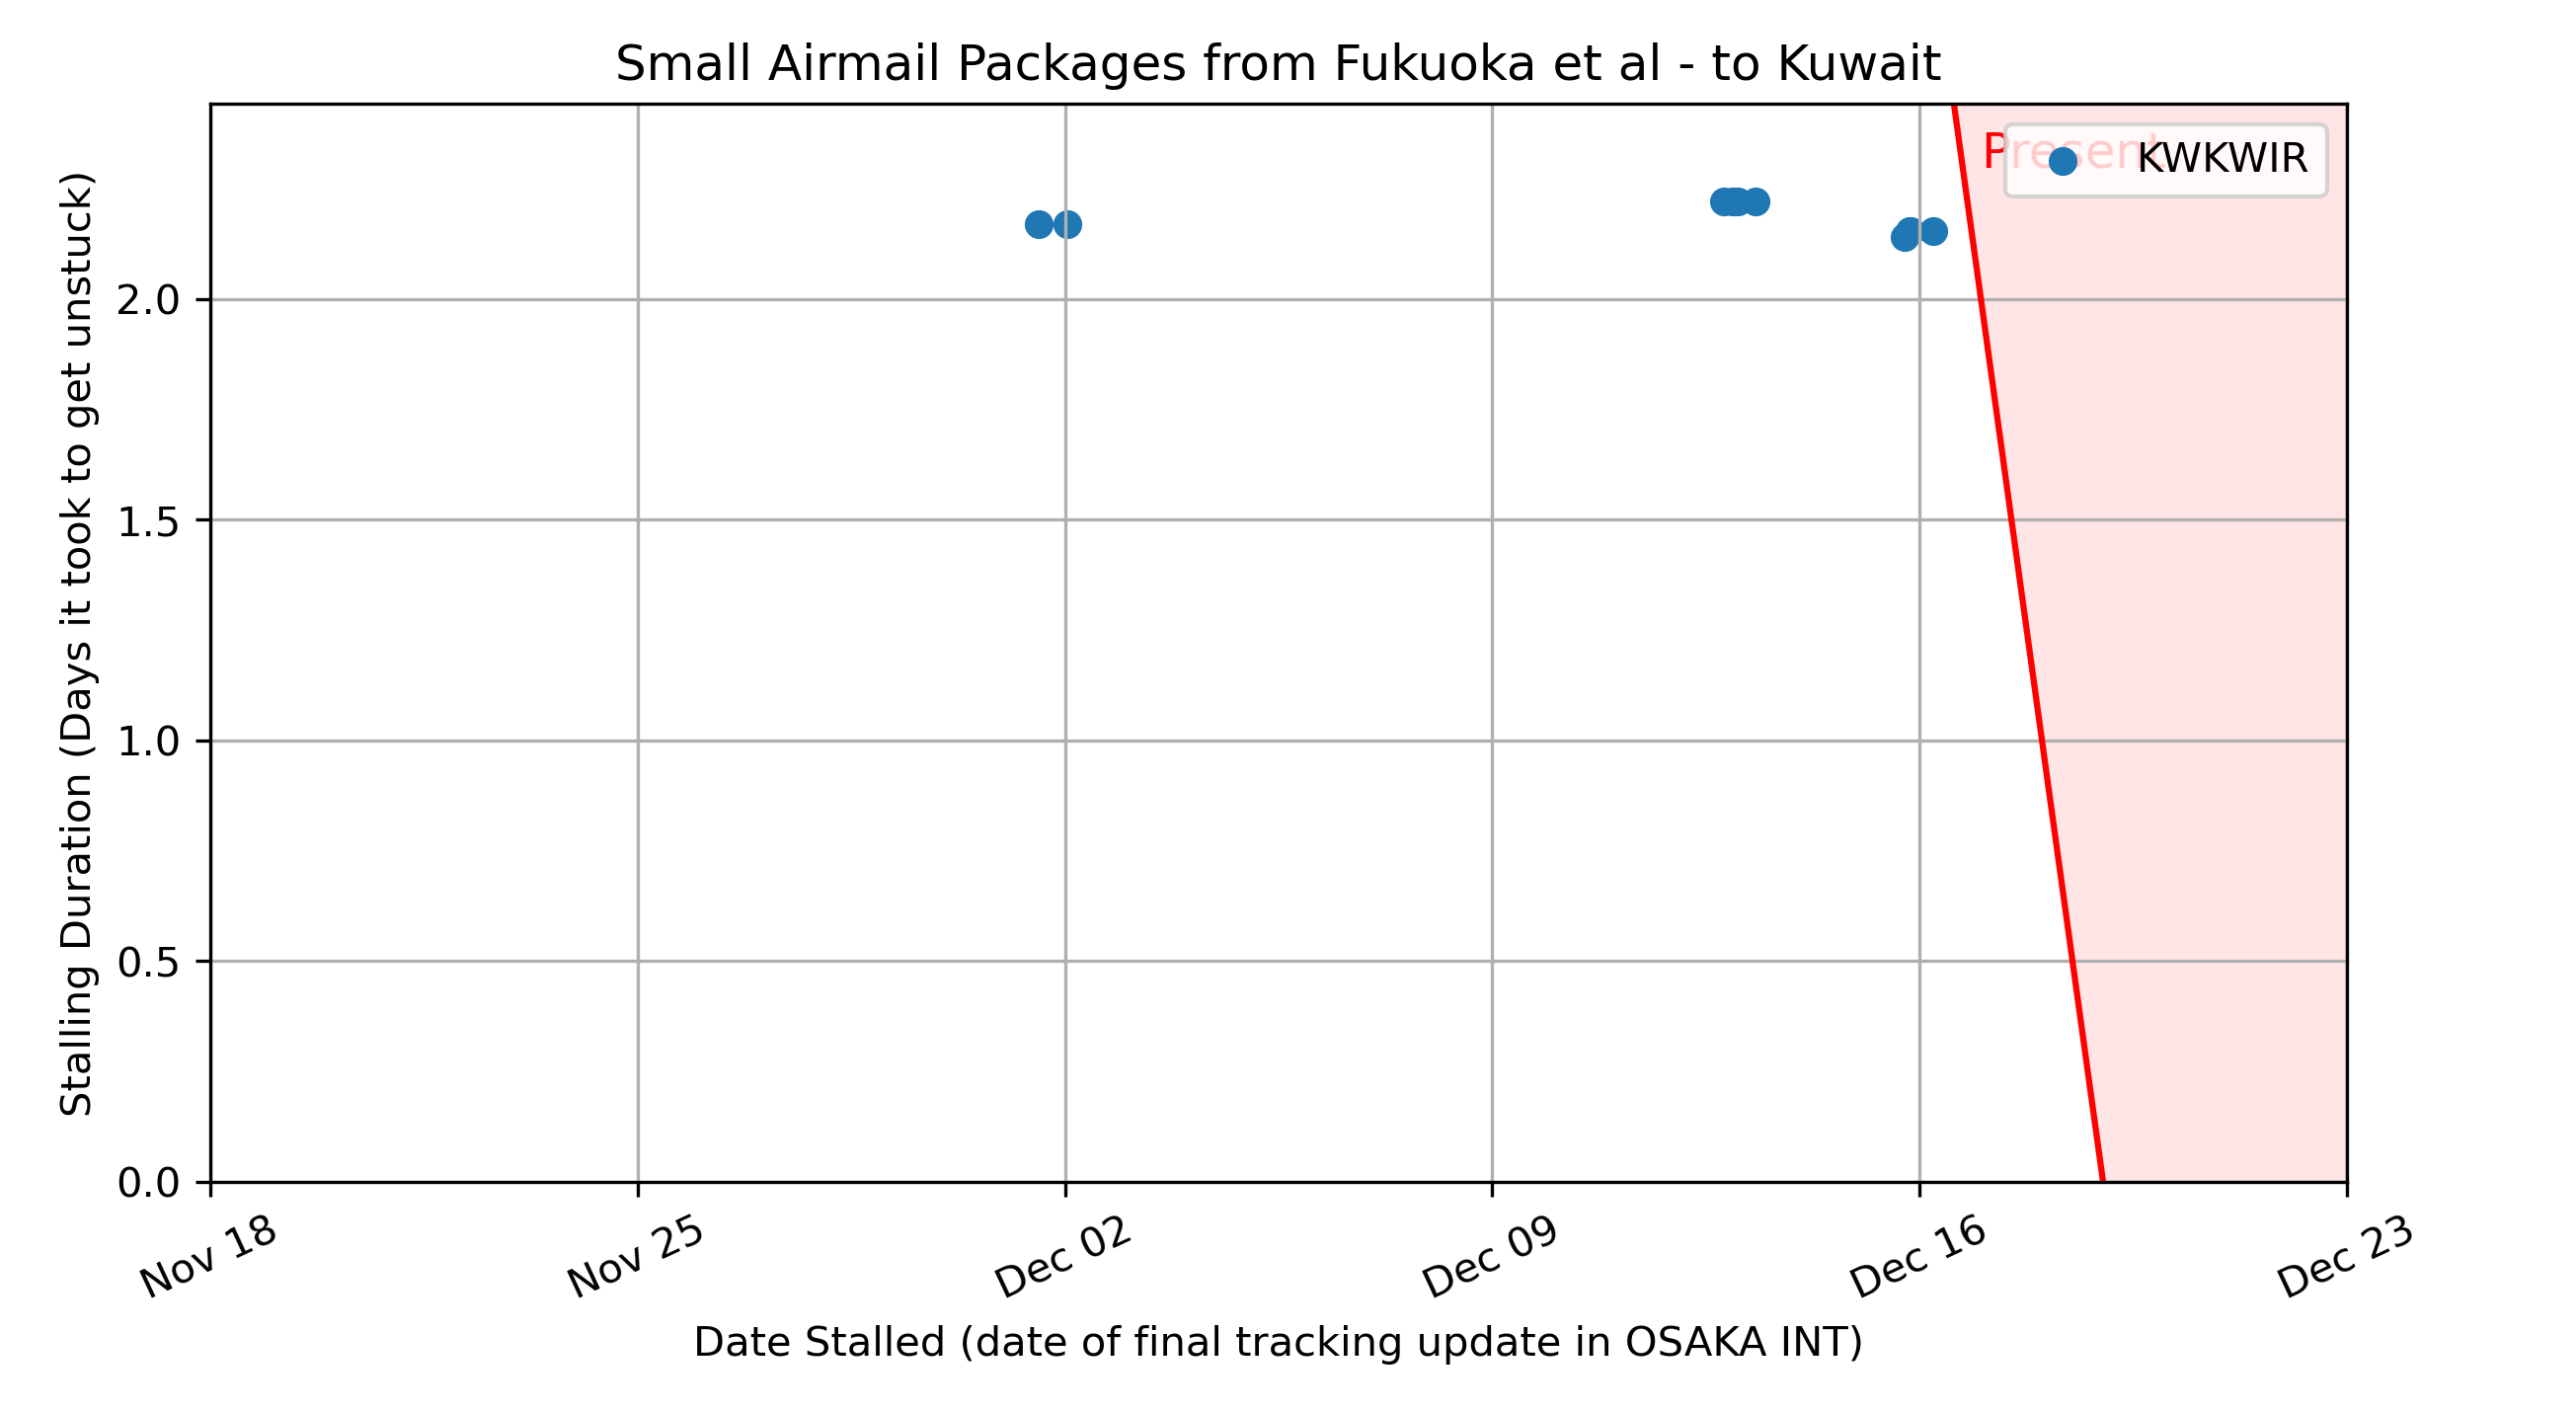 Small Airmail Packages from Fukuoka et al - to Kuwait
Present
KWKWIR
Stalling Duration (Days it took to get unstuck)
2.0
1.5
1.0
0.5
0.0
Nov 18
Nov 25
Dec 02
Dec 09
Dec 16
Dec 23
Date Stalled (date of final tracking update in OSAKA INT)